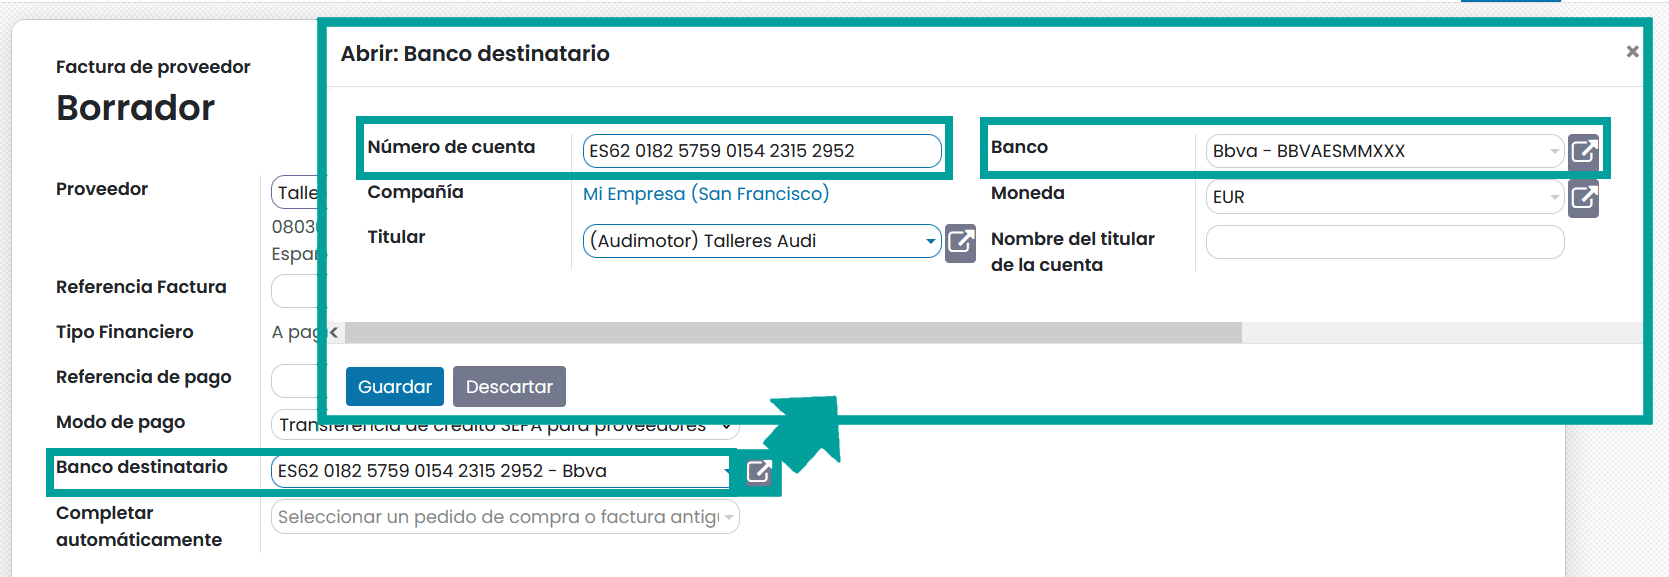 Factura de proveedor
Borrador
Proveedor
Talle
0803
Españ
Referencia Factura
Tipo Financiero
A pag
Referencia de pago
Modo de pago
Transferencia de crédito SEPA para proveedores
Banco destinatario
ES62 0182 5759 0154 2315 2952 - Bbva
Completar
automáticamente
Seleccionar un pedido de compra o factura antigu
Abrir: Banco destinatario
×
Número de cuenta
ES62 0182 5759 0154 2315 2952
Banco
Bbva - BBVAESMMXXX
Compañía
Mi Empresa (San Francisco)
Moneda
EUR
Titular
(Audimotor) Talleres Audi
Nombre del titular
de la cuenta
Guardar
Descartar